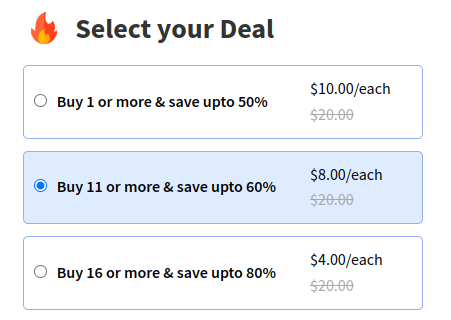 🔥 Select your Deal
Buy 1 or more & save upto 50%
$10.00/each
$20.00
Buy 11 or more & save upto 60%
$8.00/each
$20.00
Buy 16 or more & save upto 80%
$4.00/each
$20.00